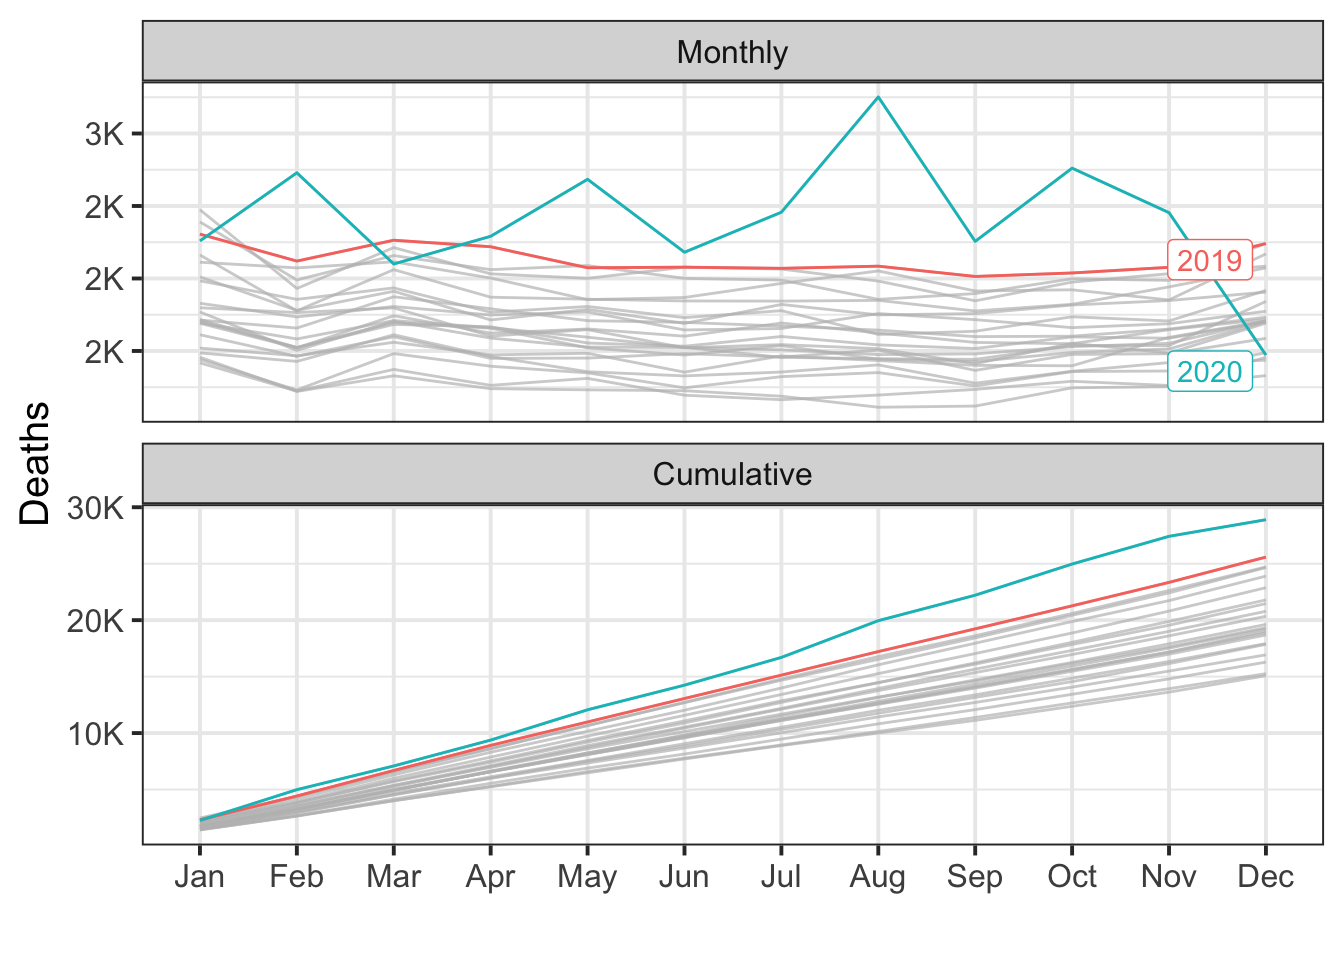 Monthly
3K
2K
2K
2K
2019
2020
Deaths
Cumulative
30K
20K
10K
Jan Feb Mar Apr May Jun Jul Aug Sep Oct Nov Dec